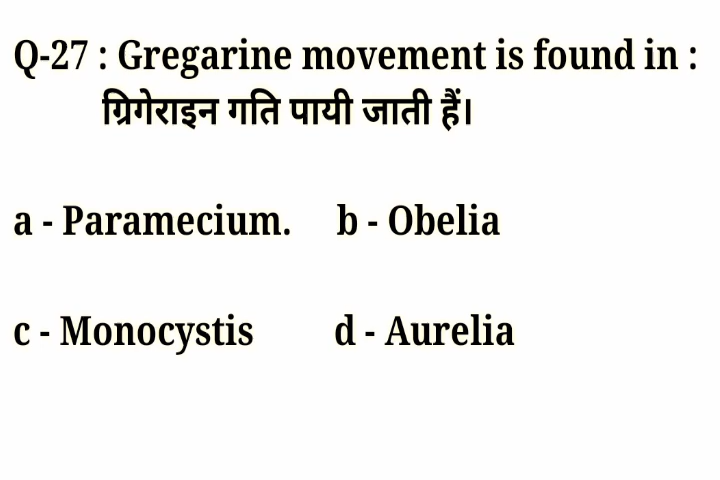 Q-27 : Gregarine movement is found in :
ग्रिगेराइन गति पायी जाती हैं।
a - Paramecium. b - Obelia
c - Monocystis d - Aurelia